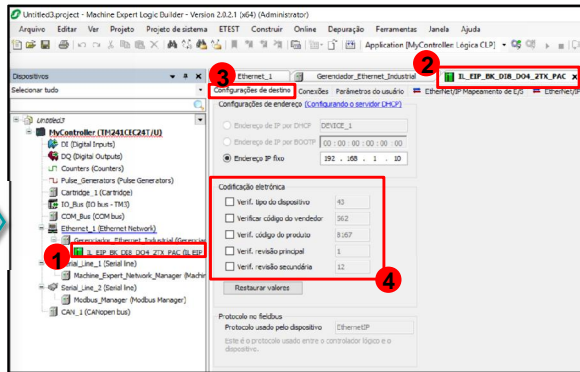 Untitled3.project - Machine Expert Logic Builder - Version 2.0.2.1 (x64) (Administrator)
Arquivo Editar Ver Projeto Projeto de sistema ETEST Construir Online Depuração Ferramentas Janela Ajuda
Application [MyController: Lógica CLP]
2
Dispositivos
Selecionar tudo
Untitled3
MyController (TM241CEC24T/U)
DI (Digital Inputs)
DQ (Digital Outputs)
Counters (Counters)
Pulse_Generators (Pulse Generators)
Cartridge_1 (Cartridge)
IO_Bus (IO bus - TM3)
COM_Bus (COM bus)
Ethernet_1 (Ethernet Network)
Gerenciador_Ethernet_Industrial (Gerenciad
1
IL_EIP_BK_DI8_DO4_2TX_PAC (IL EIP
Serial_Line_1 (Serial line)
Machine_Expert_Network_Manager (Machin
Serial_Line_2 (Serial line)
Modbus_Manager (Modbus Manager)
CAN_1 (CANopen bus)
3
Ethernet_1
Gerenciador_Ethernet_Industrial
IL_EIP_BK_DI8_DO4_2TX_PAC X
Configurações de destino Conexões Parâmetros do usuário EtherNet/IP Mapeamento de E/S EtherNet/IP
Configurações de endereço (Configurando o servidor DHCP)
Endereço de IP por DHCP DEVICE_1
Endereço de IP por BOOTP 00 : 00 : 00 : 00 : 00 : 00
Endereço IP fixo 192 . 168 . 1 . 10
Codificação eletrônica
Verif. tipo do dispositivo 43
Verificar código do vendedor 562
Verif. código do produto 8167
Verif. revisão principal 1
Verif. revisão secundária 12
4
Restaurar valores
Protocolo no fieldbus
Protocolo usado pelo dispositivo EthernetIP
Este é o protocolo usado entre o controlador lógico e o
dispositivo.